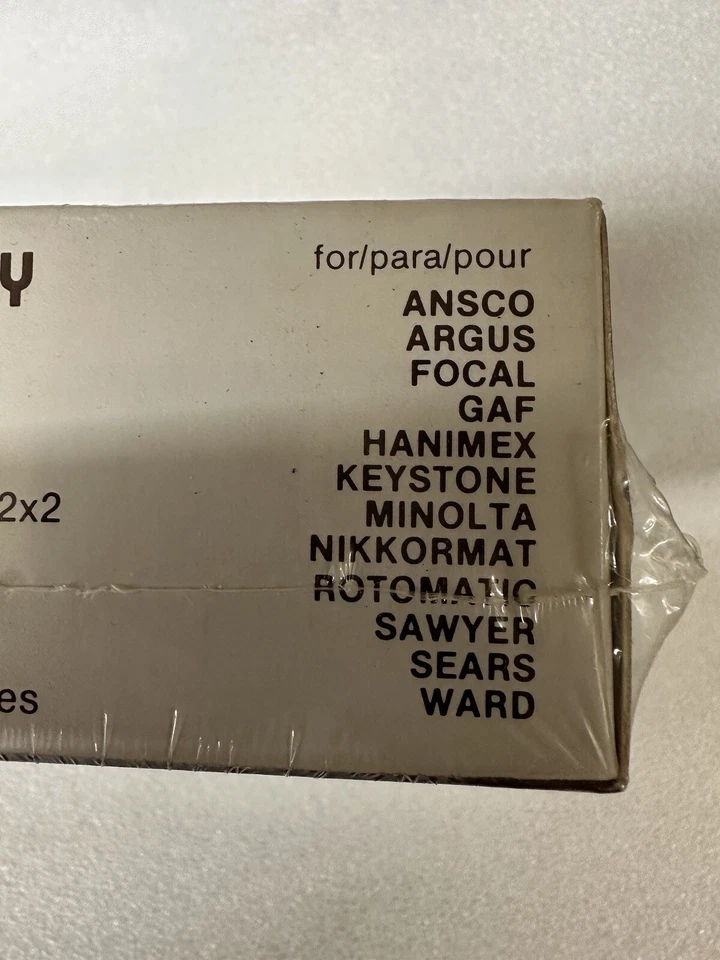 Y
for/para/pour
ANSCO
ARGUS
FOCAL
GAF
HANIMEX
KEYSTONE
2x2
MINOLTA
NIKKORMAT
ROTOMATIC
SAWYER
SEARS
es
WARD